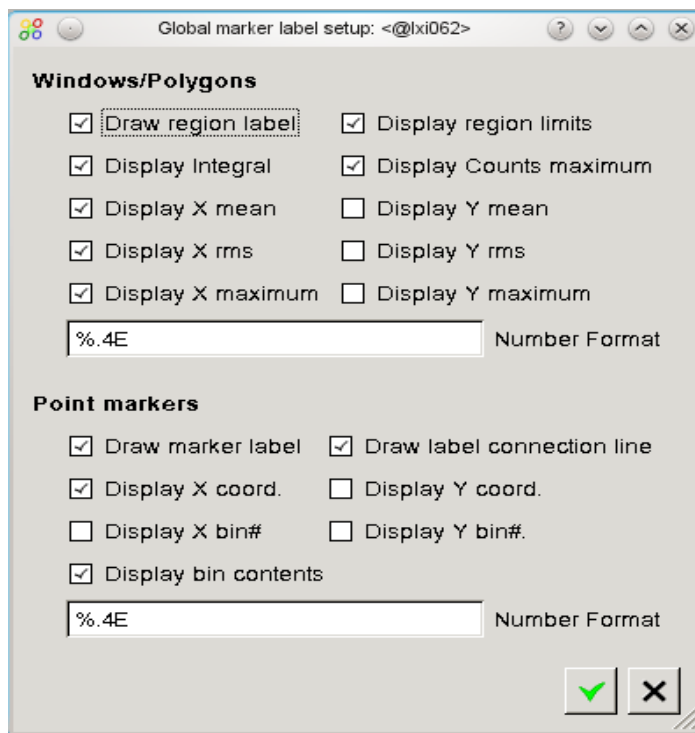 Global marker label setup: <@lxi062>
Windows/Polygons
Draw region label Display region limits
Display Integral Display Counts maximum
Display X mean Display Y mean
Display X rms Display Y rms
Display X maximum Display Y maximum
%.4E Number Format
Point markers
Draw marker label Draw label connection line
Display X coord. Display Y coord.
Display X bin# Display Y bin#.
Display bin contents
%.4E Number Format